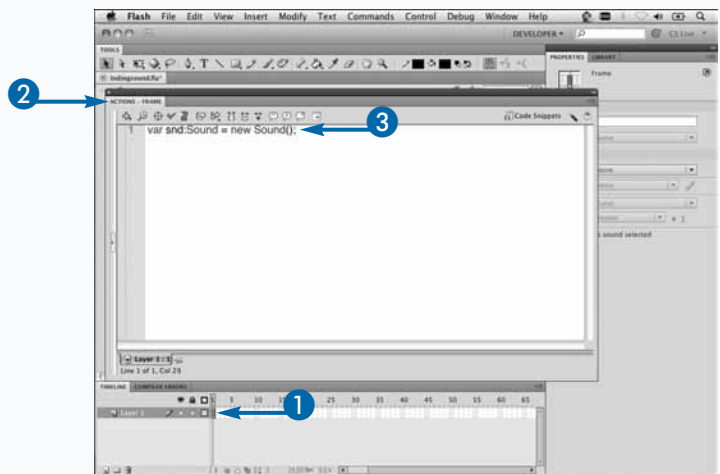 Flash File Edit View Insert Modify Text Commands Control Debug Window Help
DEVELOPER CS Live
TOOLS
PROPERTIES LIBRARY
Frame
2
ACTIONS - FRAME
Code Snippets
1 var snd:Sound = new Sound();
3
sound selected
Layer 1 : 1
Line 1 of 1, Col 29
TIMELINE COMPILER ERRORS
5 10 25 30 35 40 45 50 55 60 65
Layer 1
1